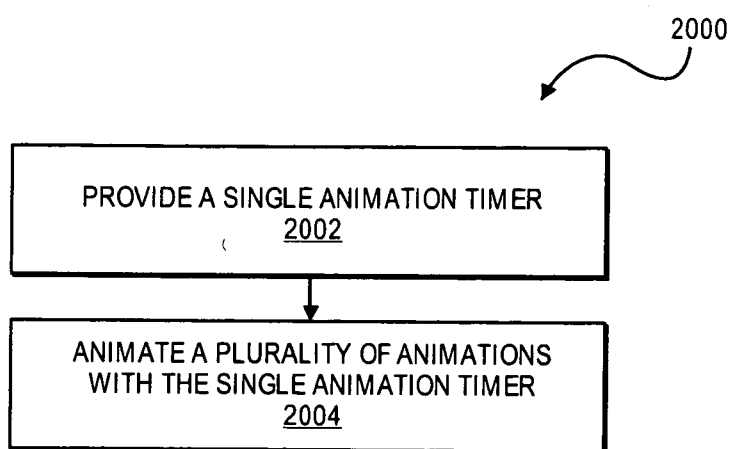 2000
PROVIDE A SINGLE ANIMATION TIMER
2002
ANIMATE A PLURALITY OF ANIMATIONS
WITH THE SINGLE ANIMATION TIMER
2004